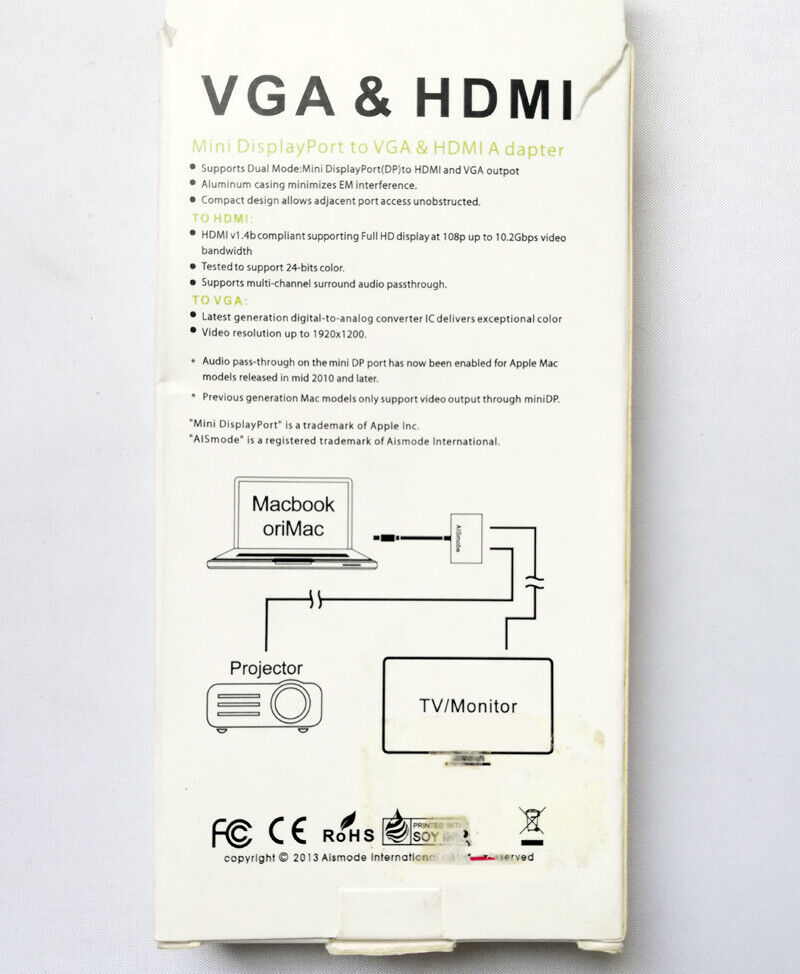 VGA & HDMI
Mini DisplayPort to VGA & HDMI A dapter
• Supports Dual Mode:Mini DisplayPort(DP)to HDMI and VGA outpot
• Aluminum casing minimizes EM interference.
• Compact design allows adjacent port access unobstructed.
TO HDMI:
• HDMI v1.4bcompliant supporting Full HD display at 108p up to 10.2Gbps video
bandwidth
• Tested to support 24-bits color.
• Supports multi-channel surround audio passthrough.
TO VGA:
• Latest generation digital-to-analog converter IC delivers exceptional color
• Video resolution up to 1920x1200.
* Audio pass-through on the mini DP port has now been enabled for Apple Mac
models released in mid 2010 and later.
* Previous generation Mac models only support video output through miniDP.
"Mini DisplayPort" is a trademark of Apple Inc.
"AISmode" is a registered trademark of Aismode International.
Macbook
oriMac
AISmobe
Projector
TV/Monitor
FC CE RoHS PRINTED WITH
SOY
copyright © 2013 Aismode International